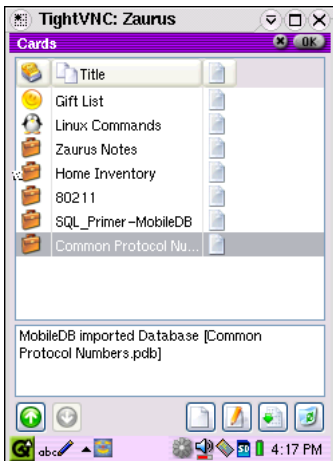 TightVNC: Zaurus
Cards
OK
Title
Gift List
Linux Commands
Zaurus Notes
Home Inventory
80211
SQL_Primer-MobileDB
Common Protocol Nu...
MobileDB imported Database [Common
Protocol Numbers.pdb]
abc
SD
4:17 PM